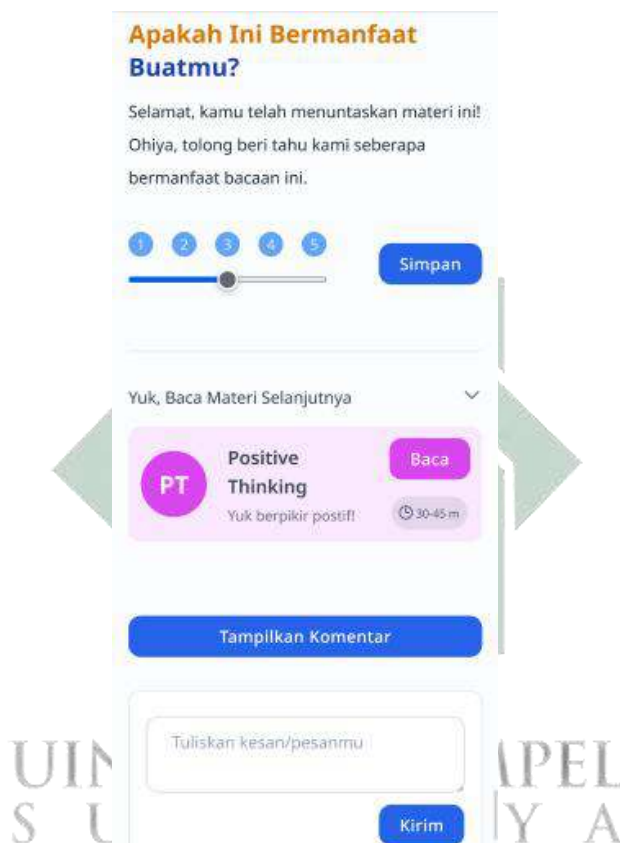 Apakah Ini Bermanfaat
Buatmu?
Selamat, kamu telah menuntaskan materi ini!
Ohiya, tolong beri tahu kami seberapa
bermanfaat bacaan ini.
1 2 3 4 5
Simpan
Yuk, Baca Materi Selanjutnya
PT
Positive
Thinking
Yuk berpikir postif!
Baca
30-45 m
Tampilkan Komentar
Tuliskan kesan/pesanmu
Kirim
UIN
MPEL
S U
Y A